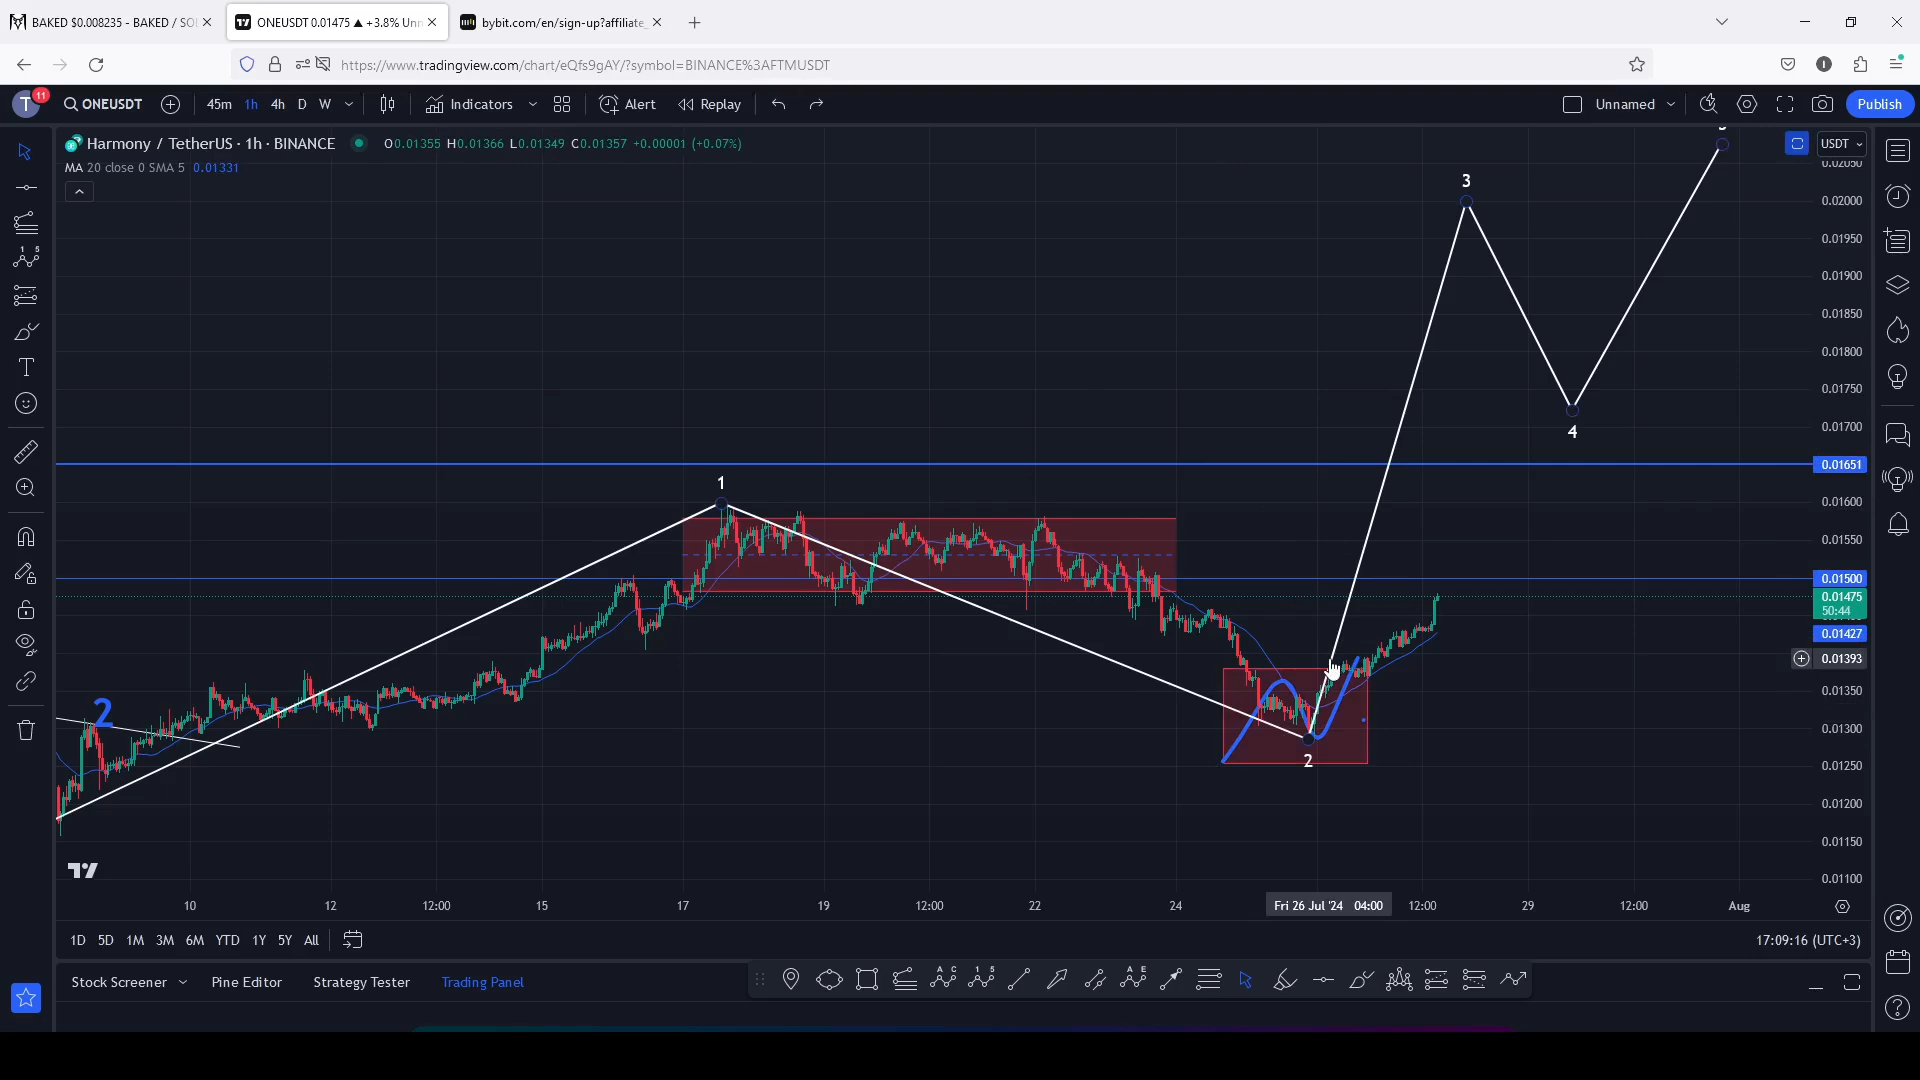 BAKED $0.008235 - BAKED / SO
ONEUSDT 0.01475 ▲ +3.8% Unn
bybit.com/en/sign-up?affiliate_
https://www.tradingview.com/chart/eQfs9gAY/?symbol=BINANCE%3AFTMUSDT
T 11 ONEUSDT 45m 1h 4h D W Indicators Alert Replay Unnamed Publish
Harmony / TetherUS · 1h · BINANCE O0.01355 H0.01366 L0.01349 C0.01357 +0.00001 (+0.07%) USDT
MA 20 close 0 SMA 5 0.01331
0.02050
3
0.02000
0.01950
0.01900
0.01850
0.01800
0.01750
4
0.01700
0.01651
1
0.01600
0.01550
0.01500
0.01475
50:44
0.01427
0.01393
0.01350
2
0.01300
2
0.01250
0.01200
0.01150
0.01100
10 12 12:00 15 17 19 12:00 22 24 Fri 26 Jul '24 04:00 12:00 29 12:00 Aug
1D 5D 1M 3M 6M YTD 1Y 5Y All 17:09:16 (UTC+3)
Stock Screener Pine Editor Strategy Tester Trading Panel